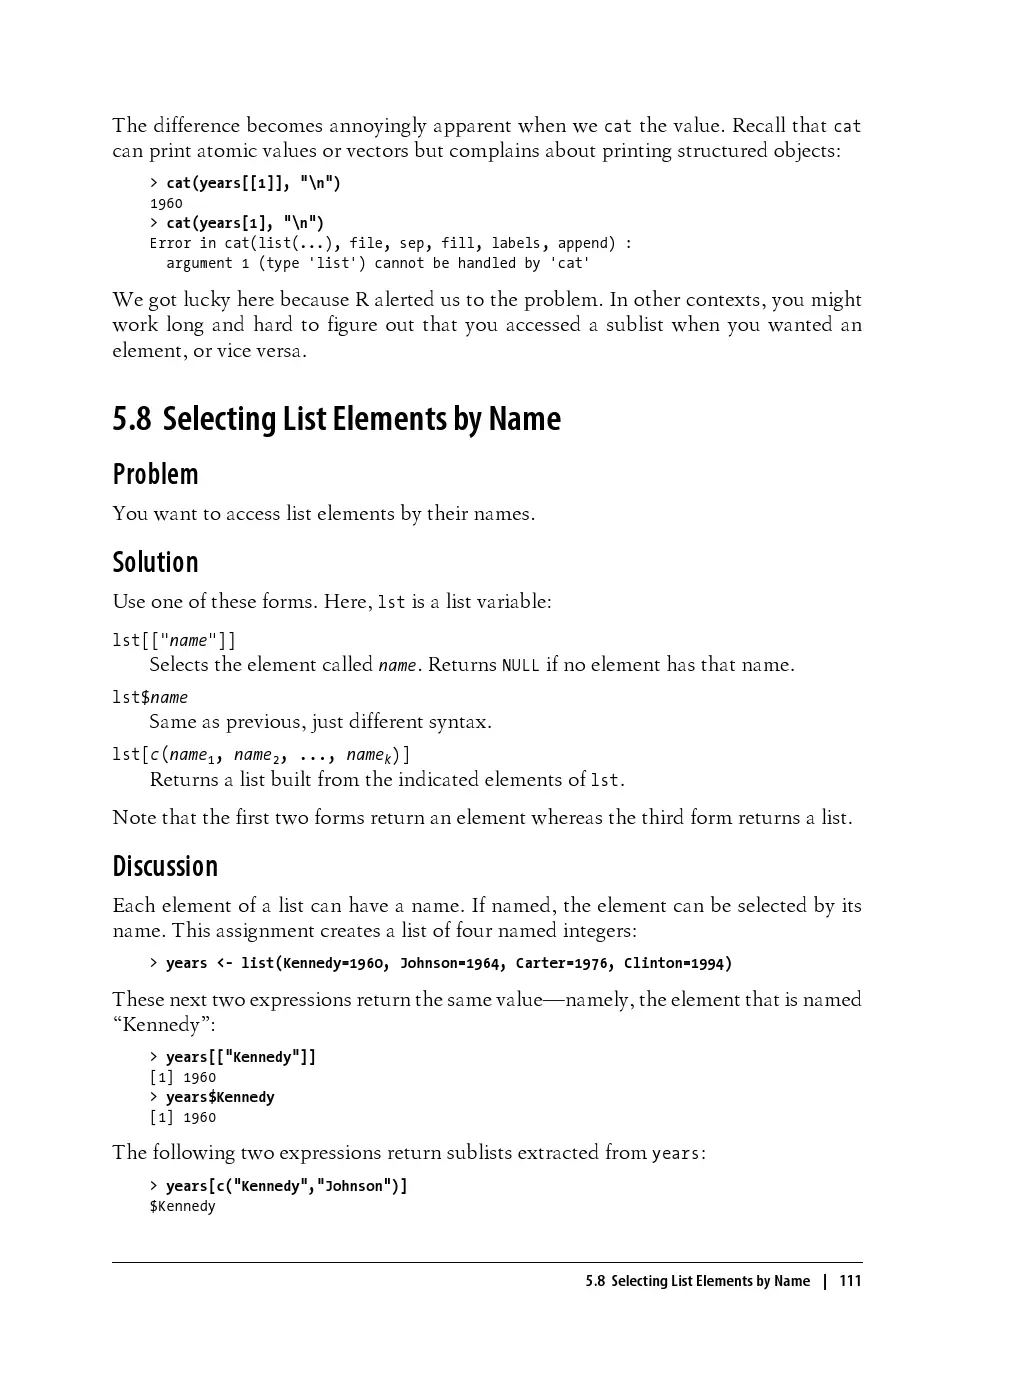 The difference becomes annoyingly apparent when we cat the value. Recall that cat
can print atomic values or vectors but complains about printing structured objects:
> cat(years[[1]], "\n")
1960
> cat(years[1], "\n")
Error in cat(list(...), file, sep, fill, labels, append) :
  argument 1 (type 'list') cannot be handled by 'cat'
We got lucky here because R alerted us to the problem. In other contexts, you might
work long and hard to figure out that you accessed a sublist when you wanted an
element, or vice versa.
5.8 Selecting List Elements by Name
Problem
You want to access list elements by their names.
Solution
Use one of these forms. Here, lst is a list variable:
lst[["name"]]
Selects the element called name. Returns NULL if no element has that name.
lst$name
Same as previous, just different syntax.
lst[c(name1, name2, ..., namek)]
Returns a list built from the indicated elements of lst.
Note that the first two forms return an element whereas the third form returns a list.
Discussion
Each element of a list can have a name. If named, the element can be selected by its
name. This assignment creates a list of four named integers:
> years <- list(Kennedy=1960, Johnson=1964, Carter=1976, Clinton=1994)
These next two expressions return the same value—namely, the element that is named
“Kennedy”:
> years[["Kennedy"]]
[1] 1960
> years$Kennedy
[1] 1960
The following two expressions return sublists extracted from years:
> years[c("Kennedy","Johnson")]
$Kennedy
5.8 Selecting List Elements by Name | 111